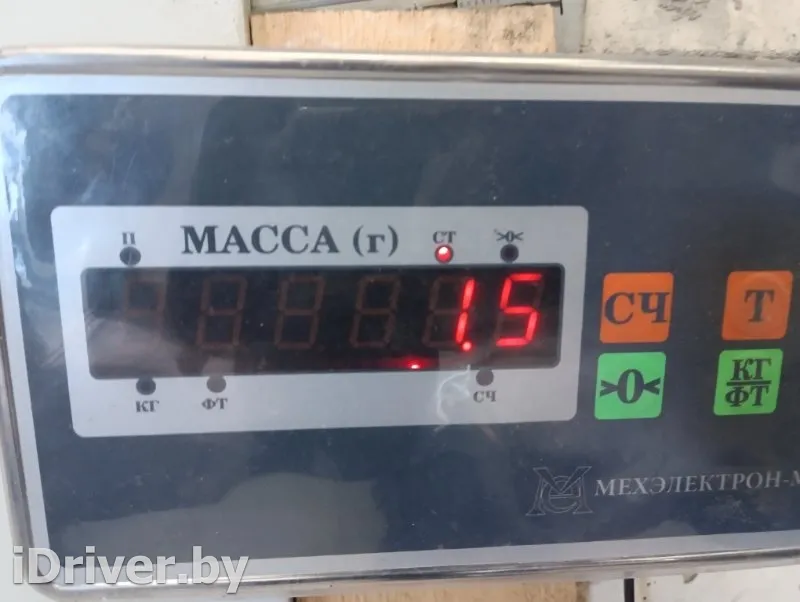 П МАССА (г) СТ >0<
1.5
КГ ФТ СЧ
СЧ Т
>0< КГ
ФТ
МЕХЭЛЕКТРОН-М
iDriver.by